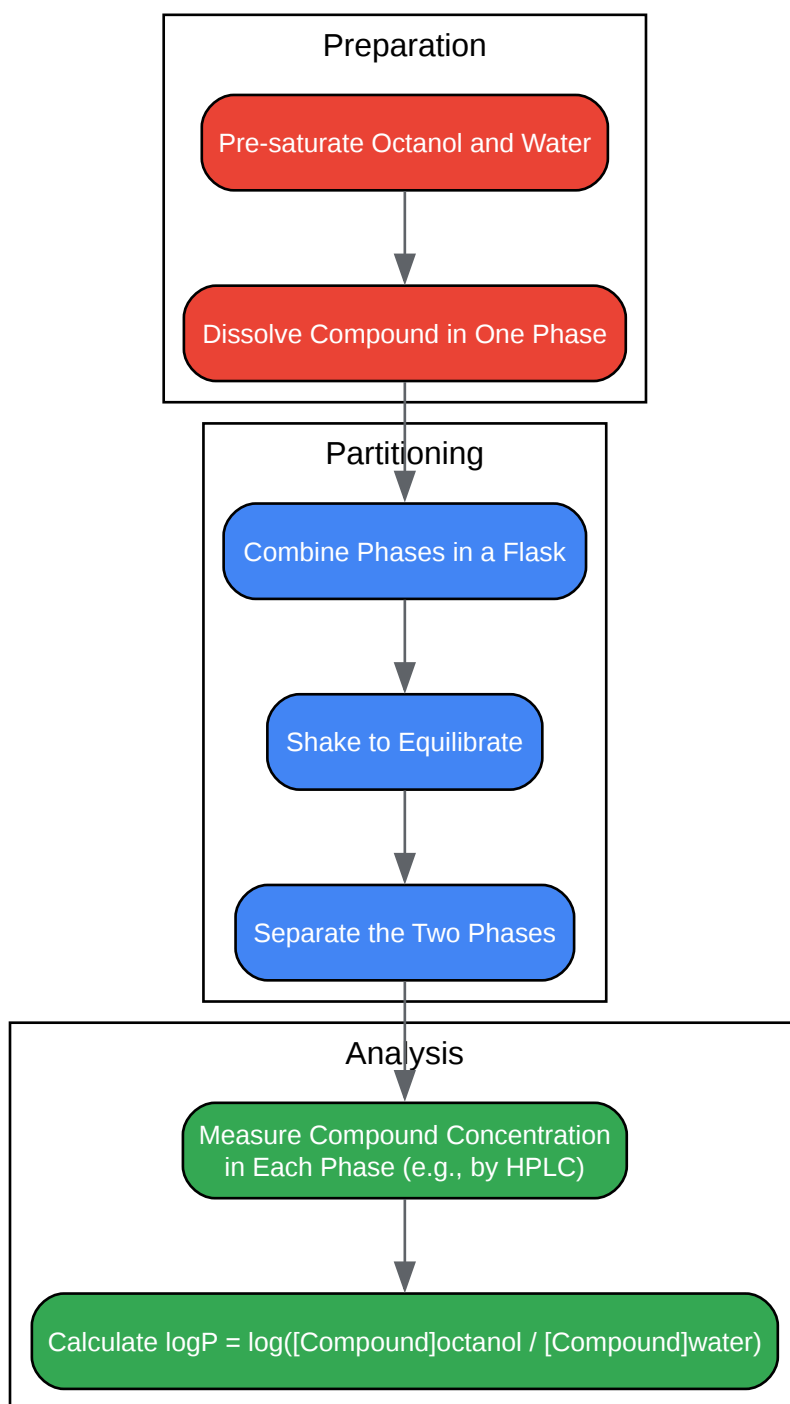 Preparation
Pre-saturate Octanol and Water
Dissolve Compound in One Phase
Partitioning
Combine Phases in a Flask
Shake to Equilibrate
Separate the Two Phases
Analysis
Measure Compound Concentration
in Each Phase (e.g., by HPLC)
Calculate logP = log([Compound]octanol / [Compound]water)